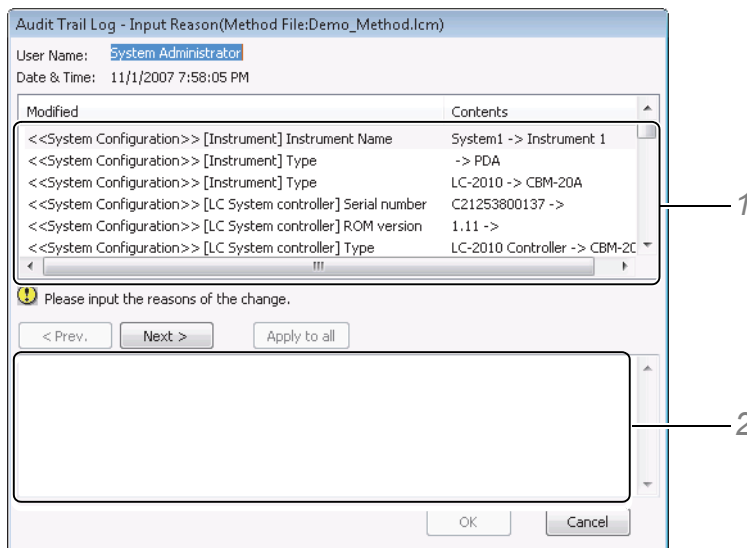 Audit Trail Log - Input Reason(Method File:Demo_Method.lcm)
User Name: System Administrator
Date & Time: 11/1/2007 7:58:05 PM
Modified Contents
<<System Configuration>> [Instrument] Instrument Name System1 -> Instrument 1
<<System Configuration>> [Instrument] Type -> PDA
<<System Configuration>> [Instrument] Type LC-2010 -> CBM-20A
<<System Configuration>> [LC System controller] Serial number C21253800137 ->
<<System Configuration>> [LC System controller] ROM version 1.11 ->
<<System Configuration>> [LC System controller] Type LC-2010 Controller -> CBM-20
1
Please input the reasons of the change.
< Prev. Next > Apply to all
2
OK Cancel